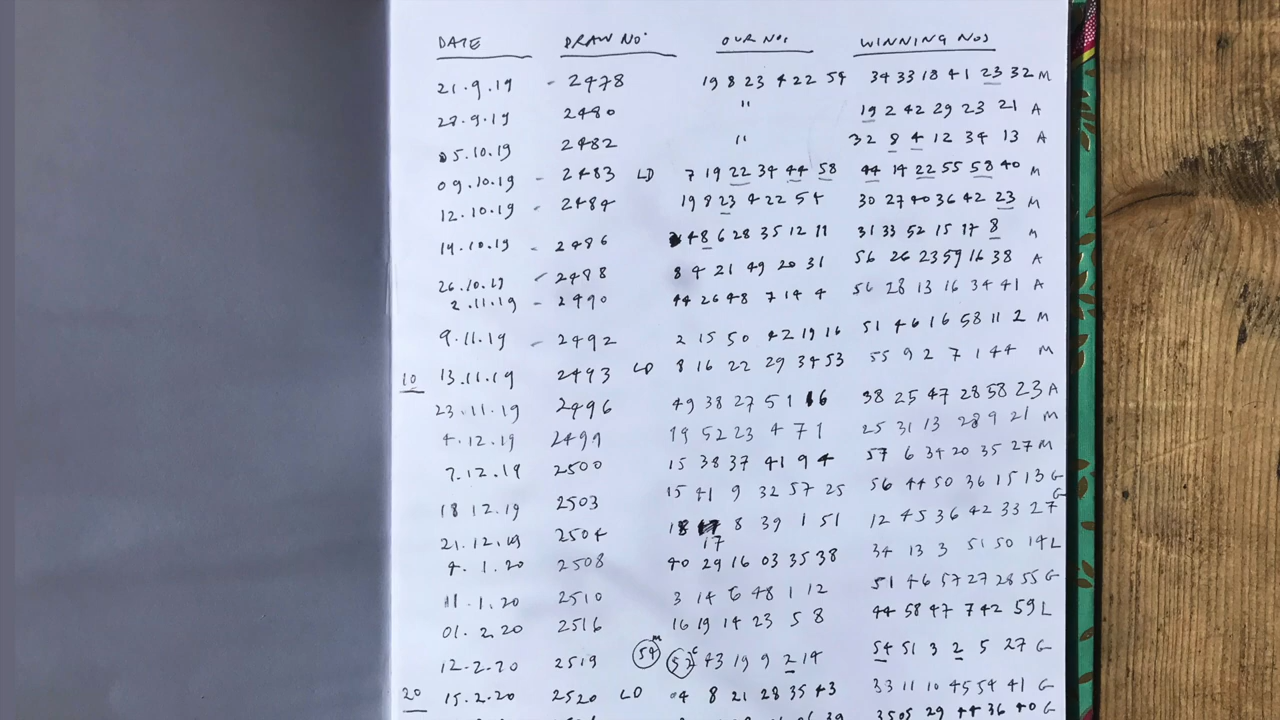 DATE DRAW NO. OUR NOS WINNING NOS
21.9.19 - 2478 19 8 23 4 22 54 34 33 18 41 23 32 M
27.9.19 2480 " 19 2 42 29 23 21 A
05.10.19 2482 " 32 8 4 12 34 13 A
09.10.19 - 2483 LD 7 19 22 34 44 58 44 14 22 55 58 40 M
12.10.19 - 2484 19 8 23 4 22 54 30 27 40 36 42 23 M
19.10.19 - 2486 48 6 28 35 12 11 31 33 52 15 17 8 M
26.10.19 - 2488 8 4 21 49 20 31 56 26 23 59 16 38 A
2.11.19 - 2490 44 26 48 7 14 4 56 28 13 16 34 41 A
9.11.19 - 2492 2 15 50 42 19 16 51 46 16 58 11 2 M
10 13.11.19 2493 LD 8 16 22 29 34 53 55 9 2 7 1 44 M
23.11.19 2496 49 38 27 51 16 38 25 47 28 58 23 A
4.12.19 2499 19 52 23 4 7 1 25 31 13 28 9 21 M
7.12.19 2500 15 38 37 41 9 4 57 6 34 20 35 27 M
18 12.19 2503 15 41 9 32 57 25 56 44 50 36 15 13 G
21.12.19 2504 18 17 8 39 1 51 12 45 36 42 33 27 G
4.1.20 2508 40 29 16 03 35 38 34 13 3 51 50 14 L
11.1.20 2510 3 14 6 48 1 12 51 46 57 27 28 55 G
01.2.20 2516 16 19 14 23 5 8 44 58 47 7 42 59 L
12.2.20 2519 54 M 52 G 43 19 9 2 14 54 51 3 2 5 27 G
20 15.2.20 2520 LD 04 8 21 28 35 43 33 11 10 45 54 41 G
35 05 29 44 36 40 G